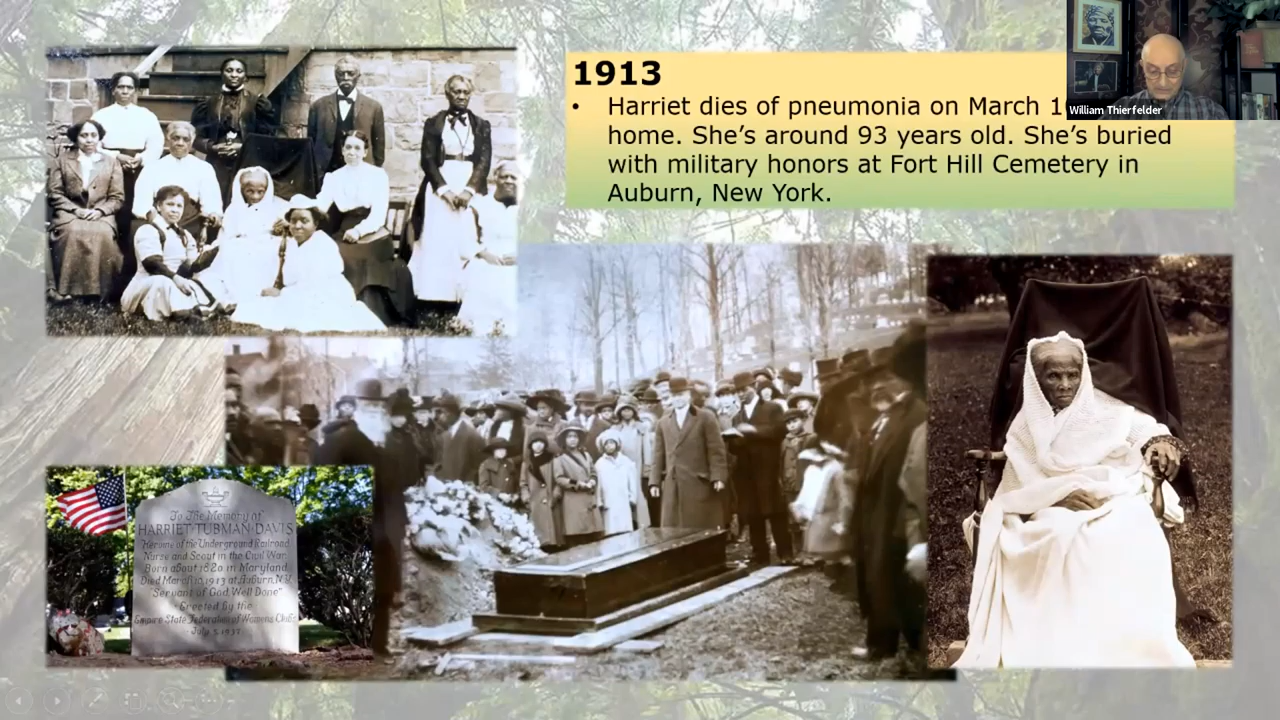 1913
• Harriet dies of pneumonia on March 1
home. She’s around 93 years old. She’s buried
with military honors at Fort Hill Cemetery in
Auburn, New York.
William Thierfelder
To The Memory of
HARRIET TUBMAN DAVIS
Heroine of the Underground Railroad
Nurse and Scout in the Civil War
Born about 1820 in Maryland
Died March 10, 1913 at Auburn, N.Y.
"Servant of God Well Done"
Erected by the
Empire State Federation of Womens Clubs
July 5, 1937